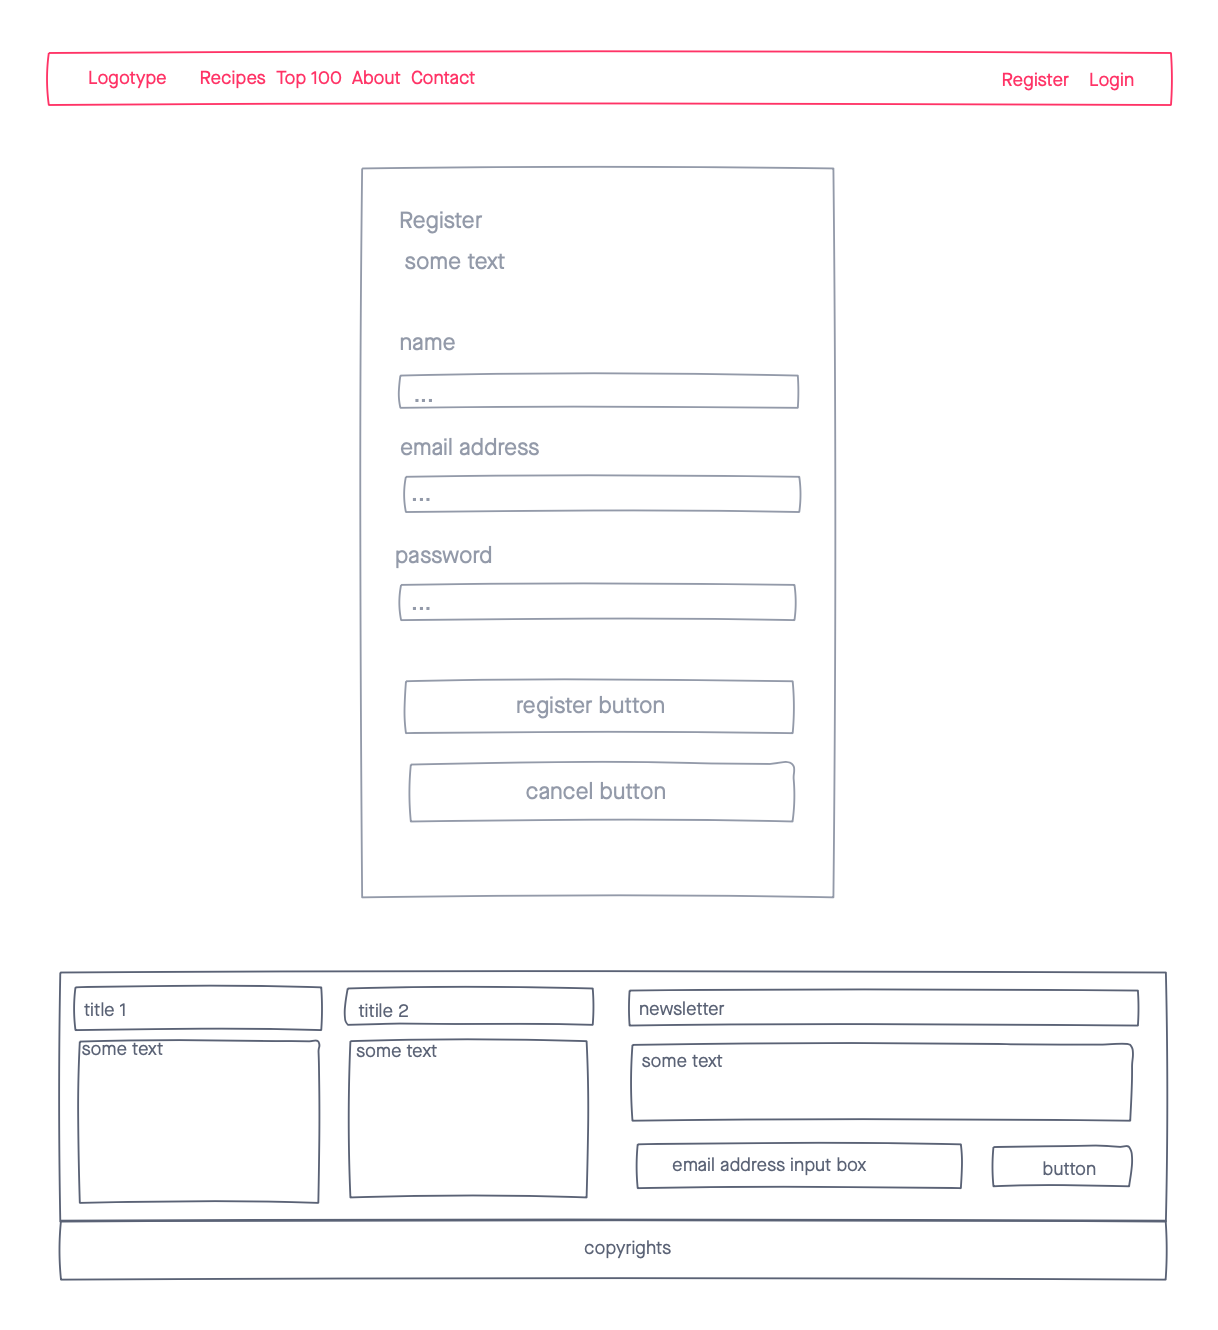 Logotype Recipes Top 100 About Contact Register Login
Register
some text
name
...
email address
...
password
...
register button
cancel button
title 1
some text
titile 2
some text
newsletter
some text
email address input box
button
copyrights